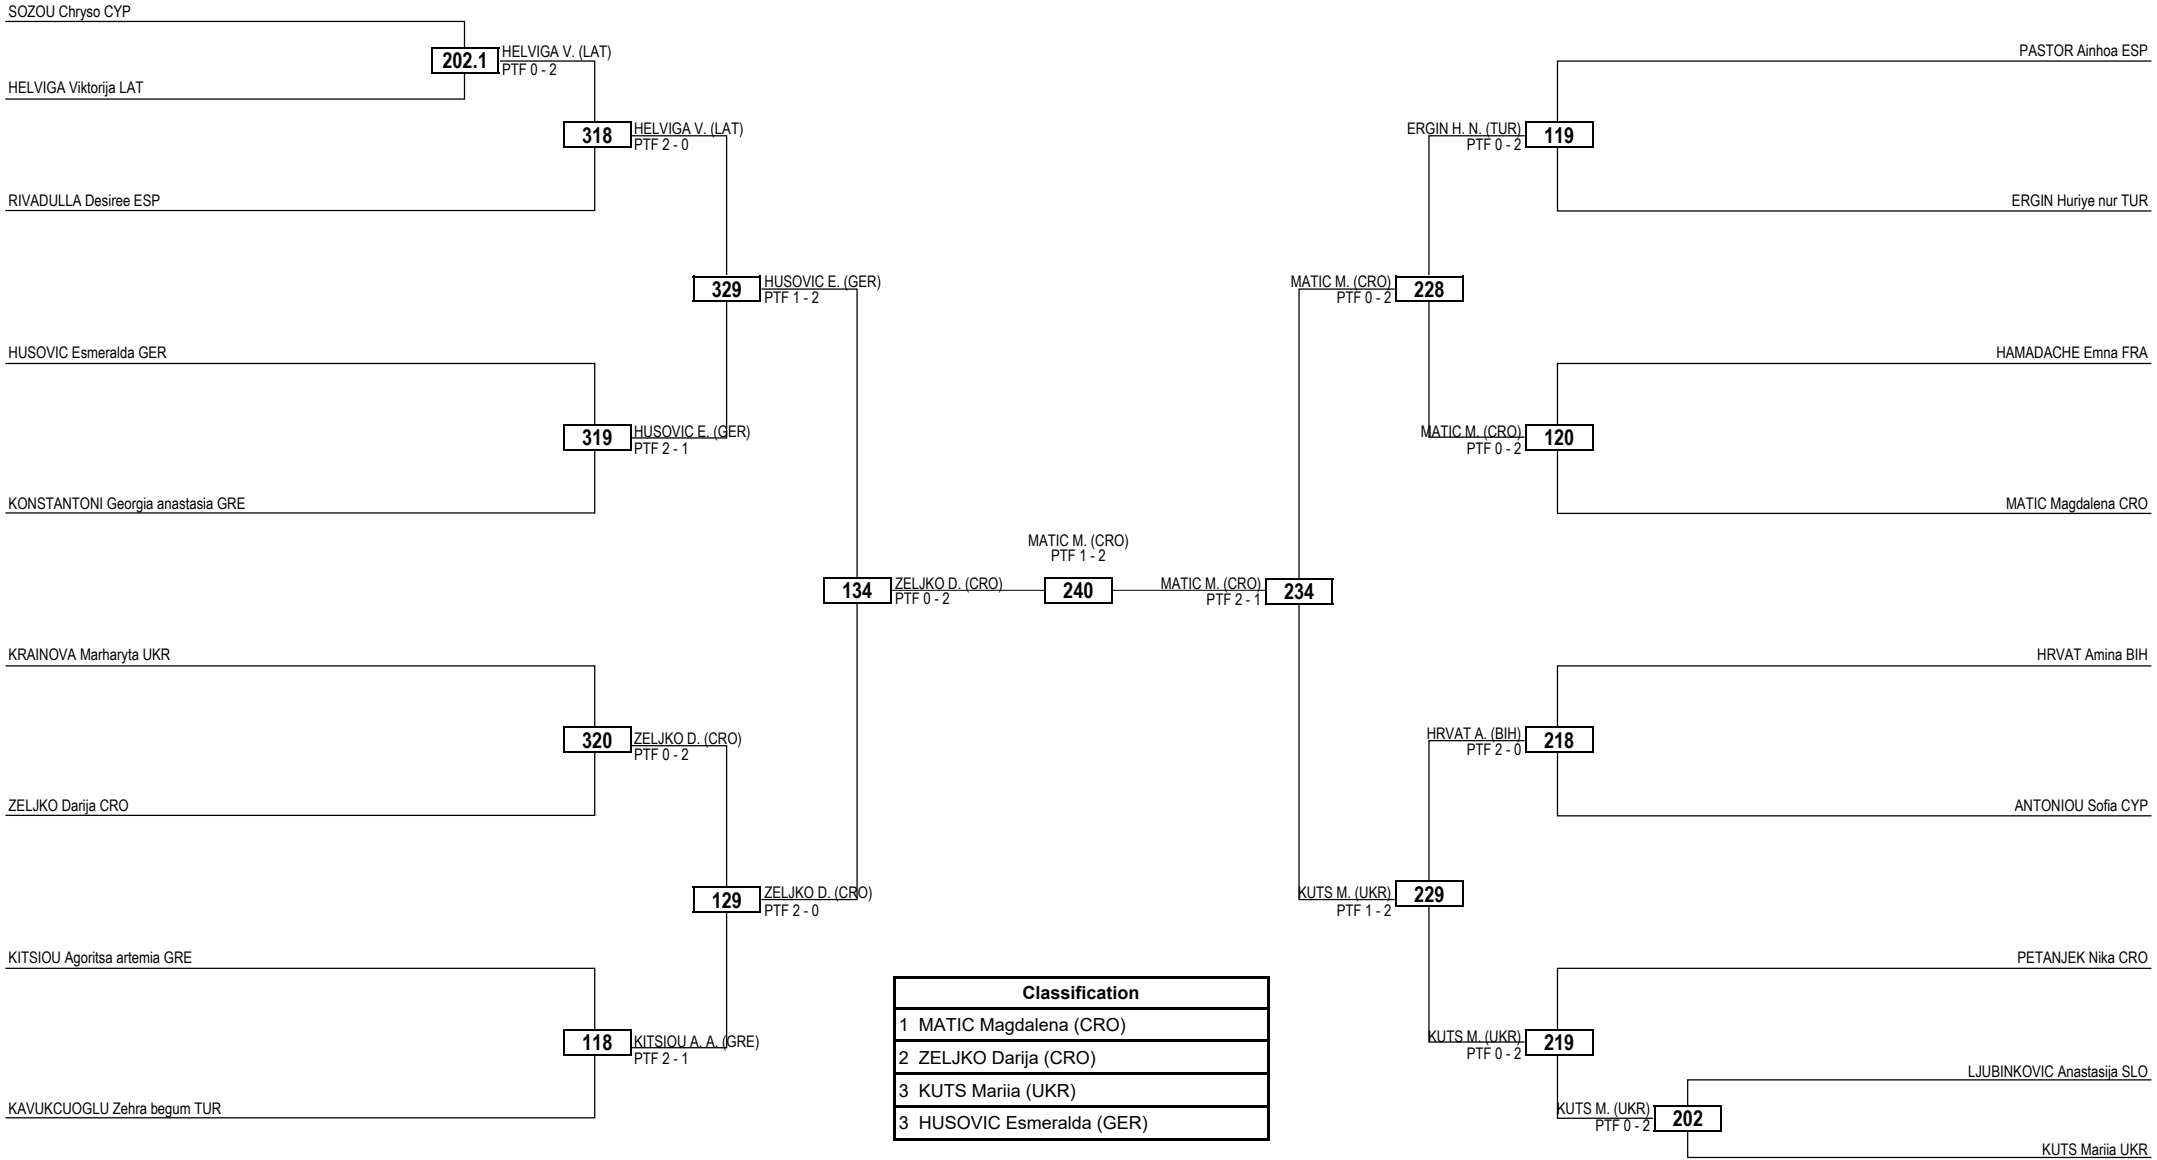 SOZOU Chryso CYP
202.1
HELVIGA V. (LAT)
PTF 0 - 2
HELVIGA Viktorija LAT
318
HELVIGA V. (LAT)
PTF 2 - 0
RIVADULLA Desiree ESP
329
HUSOVIC E. (GER)
PTF 1 - 2
HUSOVIC Esmeralda GER
319
HUSOVIC E. (GER)
PTF 2 - 1
KONSTANTONI Georgia anastasia GRE
134
ZELJKO D. (CRO)
PTF 0 - 2
KRAINOVA Marharyta UKR
320
ZELJKO D. (CRO)
PTF 0 - 2
ZELJKO Darija CRO
129
ZELJKO D. (CRO)
PTF 2 - 0
KITSIOU Agoritsa artemia GRE
118
KITSIOU A. A. (GRE)
PTF 2 - 1
KAVUKCUOGLU Zehra begum TUR
MATIC M. (CRO)
PTF 1 - 2
240
PASTOR Ainhoa ESP
ERGIN H. N. (TUR)
PTF 0 - 2
119
ERGIN Huriye nur TUR
MATIC M. (CRO)
PTF 0 - 2
228
HAMADACHE Emna FRA
MATIC M. (CRO)
PTF 0 - 2
120
MATIC Magdalena CRO
MATIC M. (CRO)
PTF 2 - 1
234
HRVAT Amina BIH
HRVAT A. (BIH)
PTF 2 - 0
218
ANTONIOU Sofia CYP
KUTS M. (UKR)
PTF 1 - 2
229
PETANJEK Nika CRO
KUTS M. (UKR)
PTF 0 - 2
219
LJUBINKOVIC Anastasija SLO
KUTS M. (UKR)
PTF 0 - 2
202
KUTS Mariia UKR
Classification
1 MATIC Magdalena (CRO)
2 ZELJKO Darija (CRO)
3 KUTS Mariia (UKR)
3 HUSOVIC Esmeralda (GER)